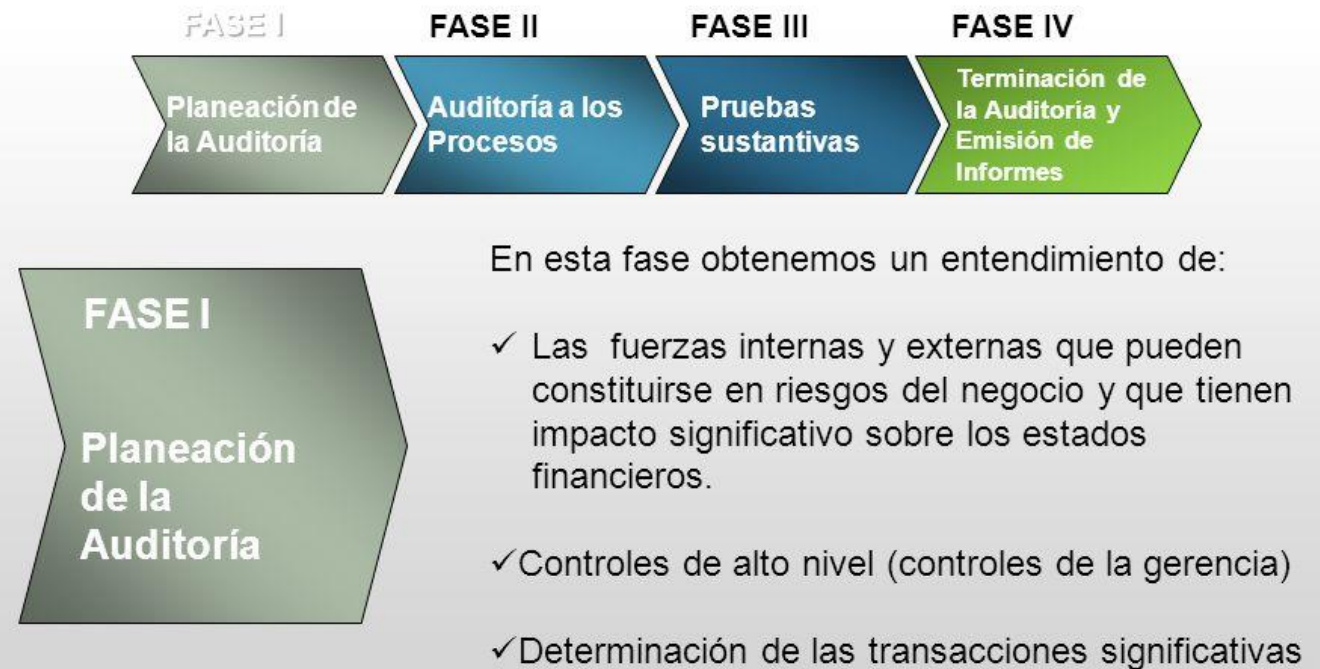 FASE I
FASE II
FASE III
FASE IV
Planeación de
la Auditoría
Auditoría a los
Procesos
Pruebas
sustantivas
Terminación de
la Auditoría y
Emisión de
Informes
FASE I
Planeación
de la
Auditoría
En esta fase obtenemos un entendimiento de:
✓ Las fuerzas internas y externas que pueden
constituirse en riesgos del negocio y que tienen
impacto significativo sobre los estados
financieros.
✓Controles de alto nivel (controles de la gerencia)
✓Determinación de las transacciones significativas